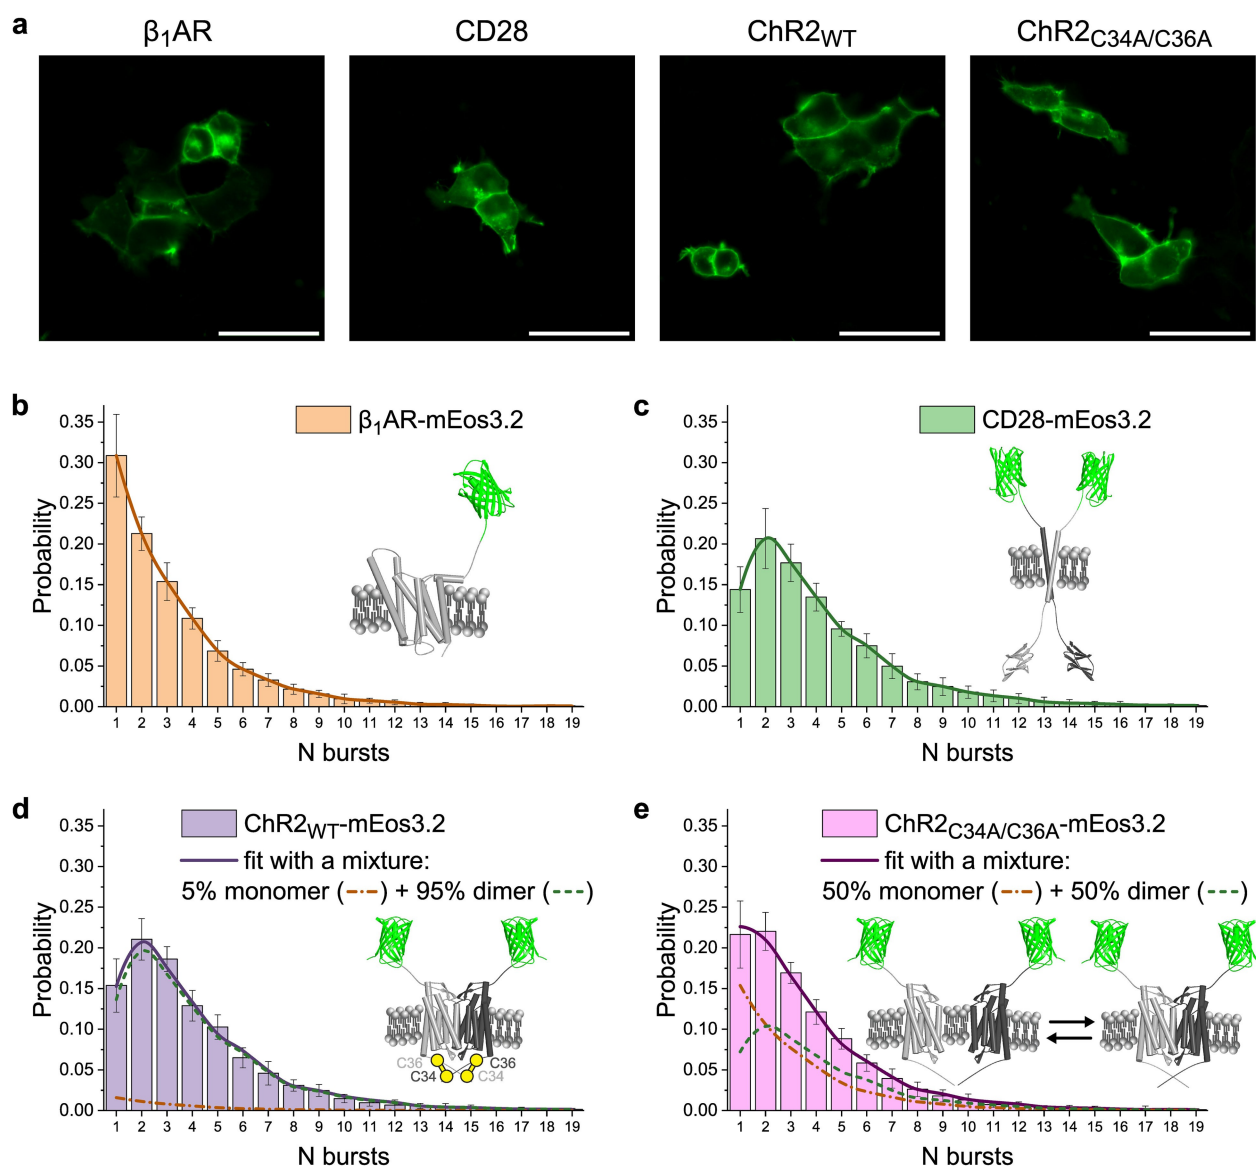 a
β₁AR
CD28
ChR2WT
ChR2C34A/C36A
b
β₁AR-mEos3.2
Probability
0.35
0.30
0.25
0.20
0.15
0.10
0.05
0.00
1 2 3 4 5 6 7 8 9 10 11 12 13 14 15 16 17 18 19
N bursts
c
CD28-mEos3.2
Probability
0.35
0.30
0.25
0.20
0.15
0.10
0.05
0.00
1 2 3 4 5 6 7 8 9 10 11 12 13 14 15 16 17 18 19
N bursts
d
ChR2WT-mEos3.2
fit with a mixture:
5% monomer ( ) + 95% dimer ( )
Probability
0.35
0.30
0.25
0.20
0.15
0.10
0.05
0.00
C36 C36
C34 C34
1 2 3 4 5 6 7 8 9 10 11 12 13 14 15 16 17 18 19
N bursts
e
ChR2C34A/C36A-mEos3.2
fit with a mixture:
50% monomer ( ) + 50% dimer ( )
Probability
0.35
0.30
0.25
0.20
0.15
0.10
0.05
0.00
1 2 3 4 5 6 7 8 9 10 11 12 13 14 15 16 17 18 19
N bursts